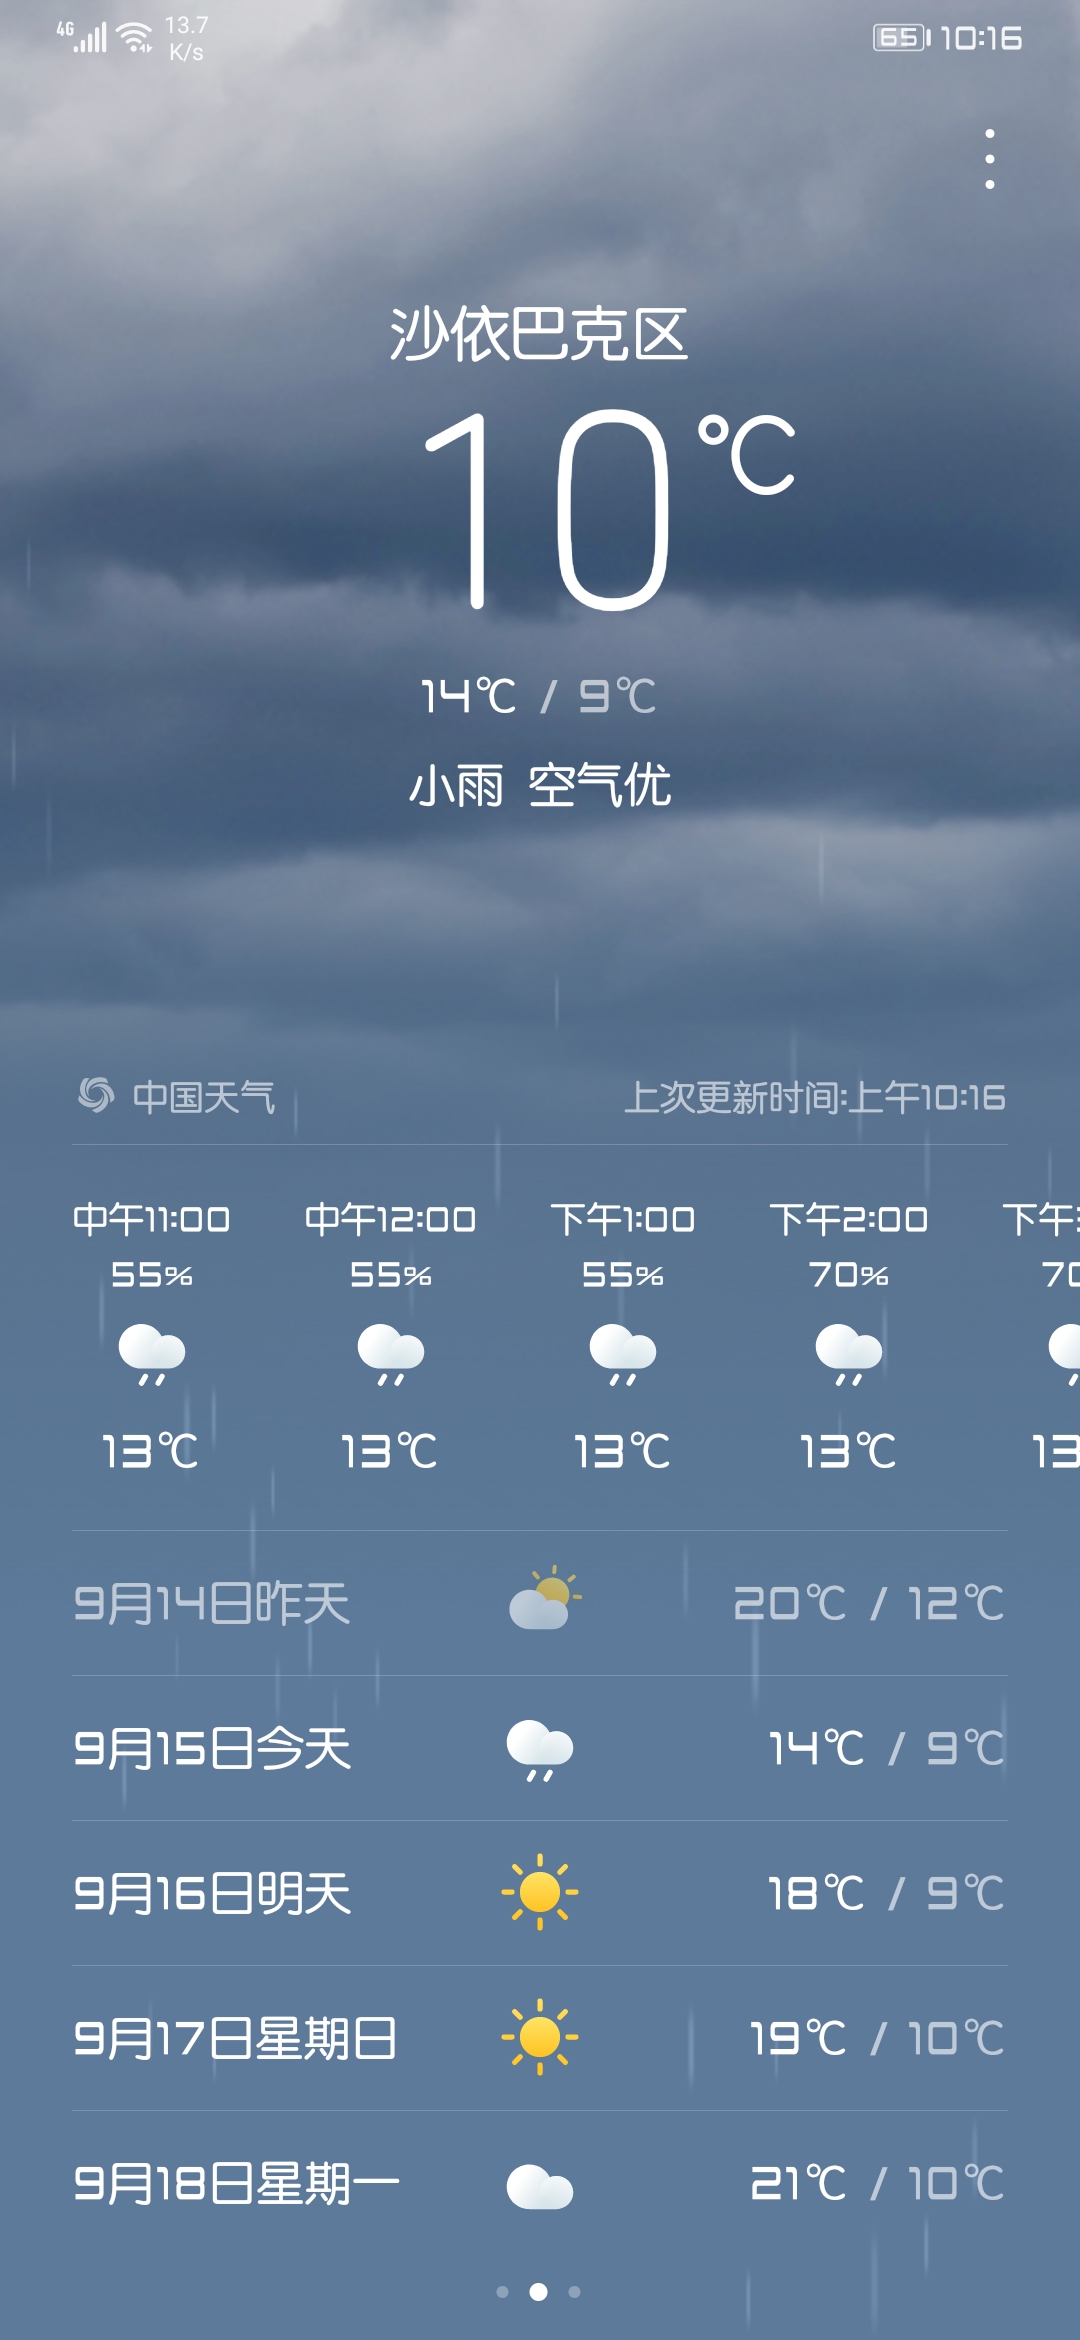 4G 13.7 K/s 65 10:16
沙依巴克区
10℃
14℃ / 9℃
小雨 空气优
中国天气 上次更新时间:上午10:16
中午11:00 中午12:00 下午1:00 下午2:00 下午
55% 55% 55% 70% 70
13℃ 13℃ 13℃ 13℃ 13
9月14日昨天 20℃ / 12℃
9月15日今天 14℃ / 9℃
9月16日明天 18℃ / 9℃
9月17日星期日 19℃ / 10℃
9月18日星期一 21℃ / 10℃